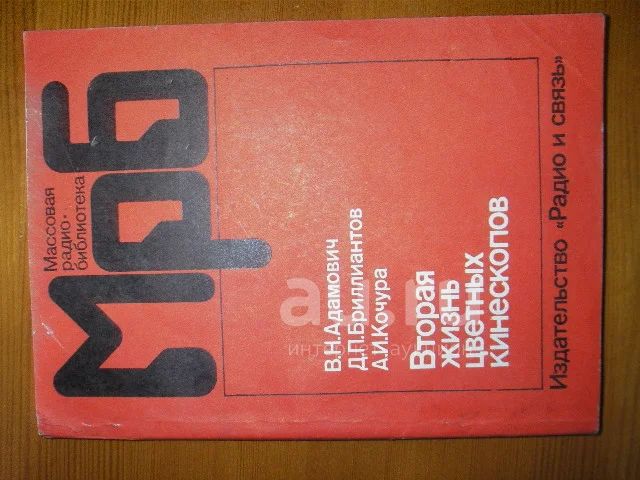 Массовая
радио-
библиотека
Мрб
В.Н.Адамович
Д.П.Бриллиантов
А.И.Кочура
Вторая
жизнь
цветных
кинескопов
Издательство «Радио и связь»